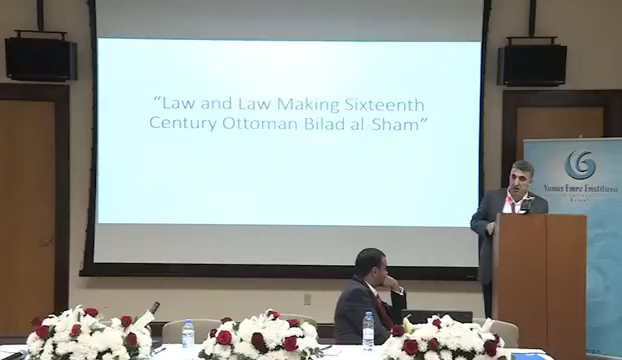 “Law and Law Making Sixteenth
Century Ottoman Bilad al-Sham”
Yunus Emre Enstitüsü